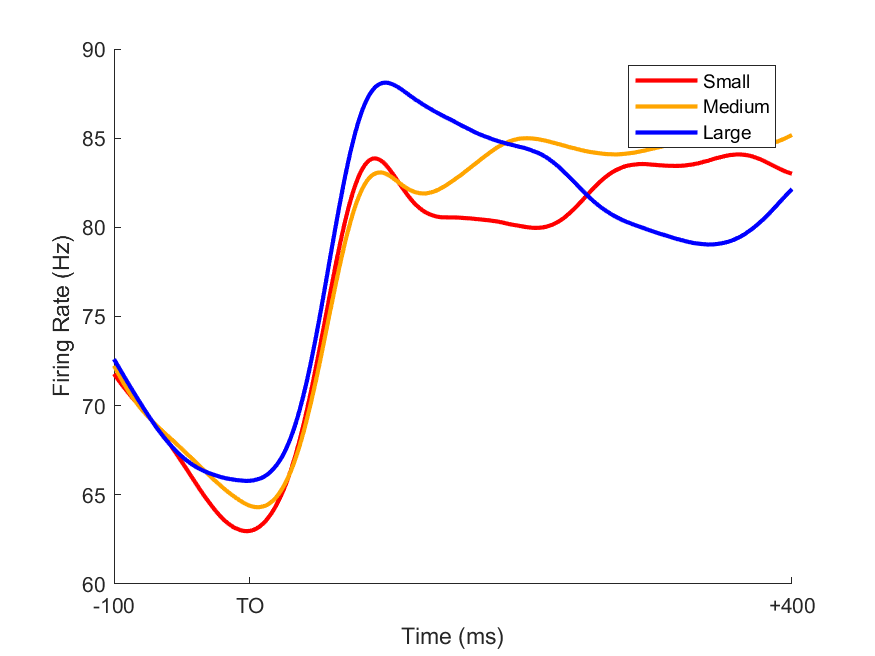 90
85
80
75
70
65
60
Firing Rate (Hz)
Small
Medium
Large
-100
TO
+400
Time (ms)